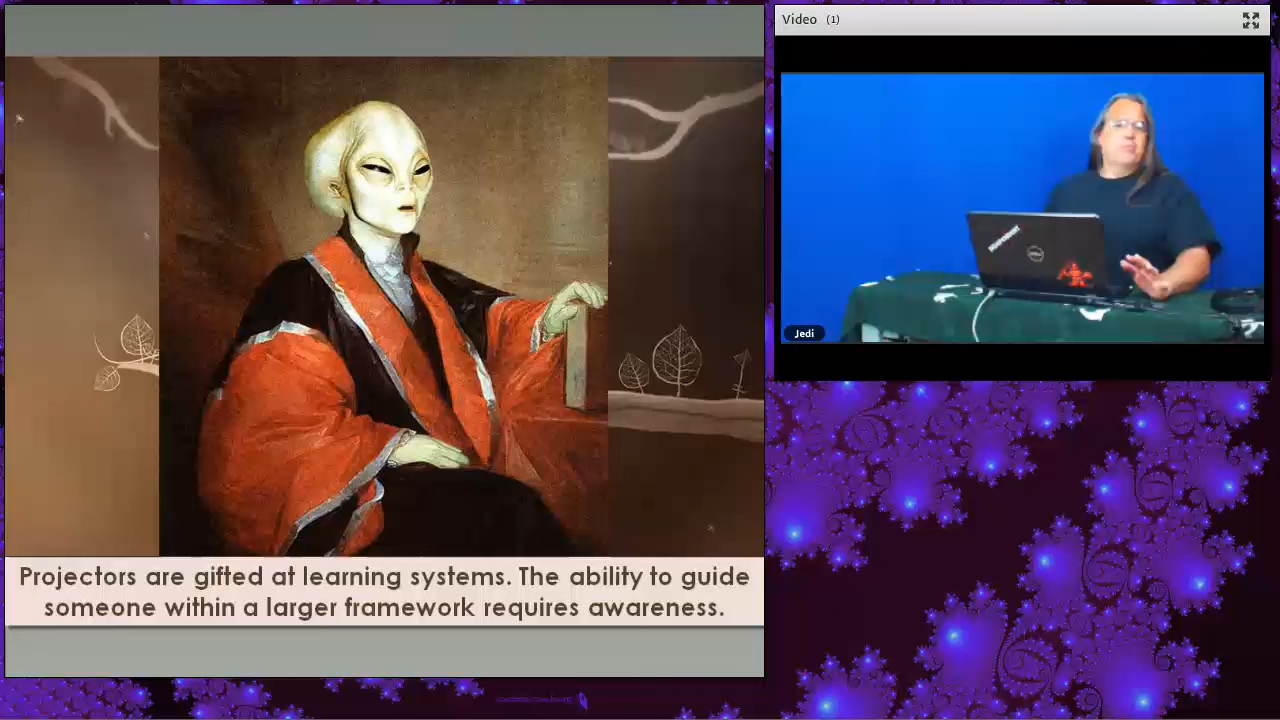 Video (1)
Jedi
DELL
Projectors are gifted at learning systems. The ability to guide
someone within a larger framework requires awareness.